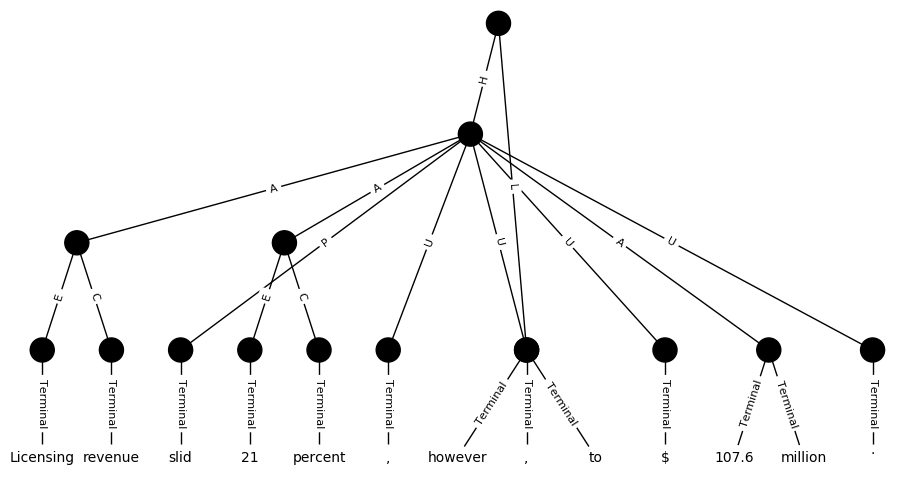 H
A A L
P U U U A U
E C E C
Terminal Terminal Terminal Terminal Terminal Terminal Terminal Terminal Terminal Terminal Terminal Terminal Terminal
Licensing revenue slid 21 percent , however , to $ 107.6 million .